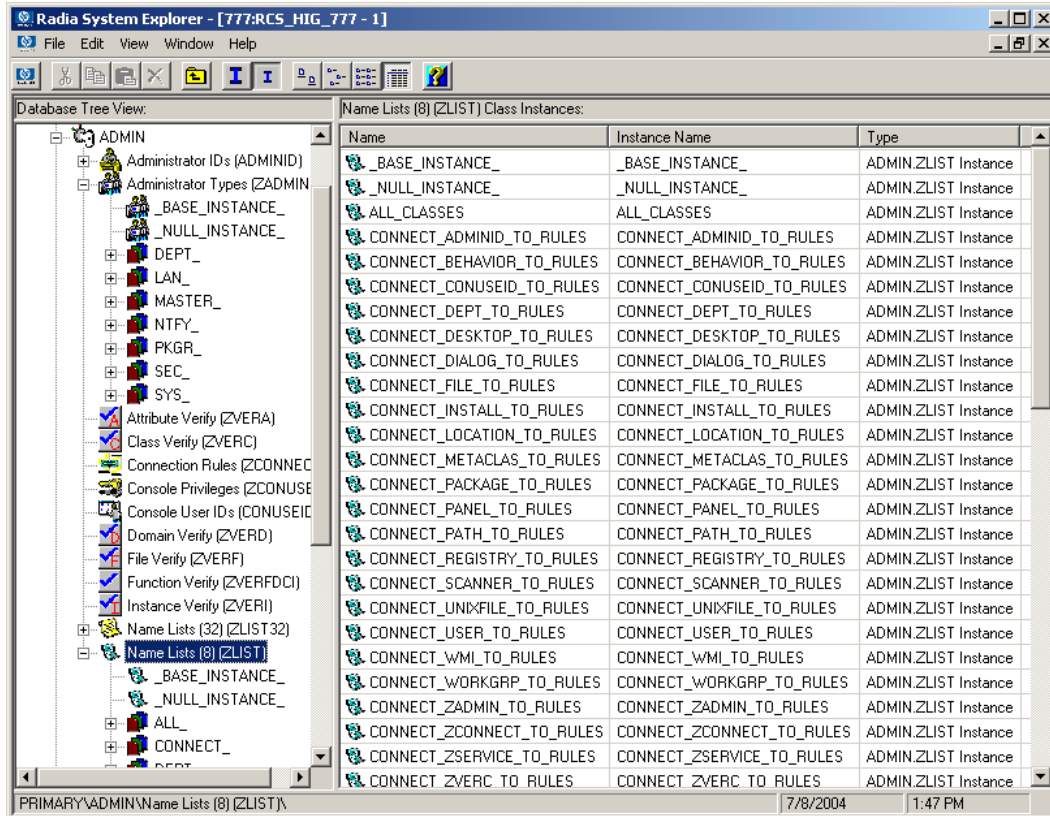 Radia System Explorer - [777:RCS_HIG_777 - 1]
File Edit View Window Help
Database Tree View:
ADMIN
Administrator IDs (ADMINID)
Administrator Types (ZADMIN
_BASE_INSTANCE_
_NULL_INSTANCE_
DEPT_
LAN_
MASTER_
NTFY_
PKGR_
SEC_
SYS_
Attribute Verify (ZVERA)
Class Verify (ZVERC)
Connection Rules (ZCONNEC
Console Privileges (ZCONUSE
Console User IDs (CONUSEID
Domain Verify (ZVERD)
File Verify (ZVERF)
Function Verify (ZVERFDCI)
Instance Verify (ZVERI)
Name Lists (32) (ZLIST32)
Name Lists (8) (ZLIST)
_BASE_INSTANCE_
_NULL_INSTANCE_
ALL_
CONNECT_
Name Lists (8) (ZLIST) Class Instances:
Name Instance Name Type
_BASE_INSTANCE_ _BASE_INSTANCE_ ADMIN.ZLIST Instance
_NULL_INSTANCE_ _NULL_INSTANCE_ ADMIN.ZLIST Instance
ALL_CLASSES ALL_CLASSES ADMIN.ZLIST Instance
CONNECT_ADMINID_TO_RULES CONNECT_ADMINID_TO_RULES ADMIN.ZLIST Instance
CONNECT_BEHAVIOR_TO_RULES CONNECT_BEHAVIOR_TO_RULES ADMIN.ZLIST Instance
CONNECT_CONUSEID_TO_RULES CONNECT_CONUSEID_TO_RULES ADMIN.ZLIST Instance
CONNECT_DEPT_TO_RULES CONNECT_DEPT_TO_RULES ADMIN.ZLIST Instance
CONNECT_DESKTOP_TO_RULES CONNECT_DESKTOP_TO_RULES ADMIN.ZLIST Instance
CONNECT_DIALOG_TO_RULES CONNECT_DIALOG_TO_RULES ADMIN.ZLIST Instance
CONNECT_FILE_TO_RULES CONNECT_FILE_TO_RULES ADMIN.ZLIST Instance
CONNECT_INSTALL_TO_RULES CONNECT_INSTALL_TO_RULES ADMIN.ZLIST Instance
CONNECT_LOCATION_TO_RULES CONNECT_LOCATION_TO_RULES ADMIN.ZLIST Instance
CONNECT_METACLAS_TO_RULES CONNECT_METACLAS_TO_RULES ADMIN.ZLIST Instance
CONNECT_PACKAGE_TO_RULES CONNECT_PACKAGE_TO_RULES ADMIN.ZLIST Instance
CONNECT_PANEL_TO_RULES CONNECT_PANEL_TO_RULES ADMIN.ZLIST Instance
CONNECT_PATH_TO_RULES CONNECT_PATH_TO_RULES ADMIN.ZLIST Instance
CONNECT_REGISTRY_TO_RULES CONNECT_REGISTRY_TO_RULES ADMIN.ZLIST Instance
CONNECT_SCANNER_TO_RULES CONNECT_SCANNER_TO_RULES ADMIN.ZLIST Instance
CONNECT_UNIXFILE_TO_RULES CONNECT_UNIXFILE_TO_RULES ADMIN.ZLIST Instance
CONNECT_USER_TO_RULES CONNECT_USER_TO_RULES ADMIN.ZLIST Instance
CONNECT_WMI_TO_RULES CONNECT_WMI_TO_RULES ADMIN.ZLIST Instance
CONNECT_WORKGRP_TO_RULES CONNECT_WORKGRP_TO_RULES ADMIN.ZLIST Instance
CONNECT_ZADMIN_TO_RULES CONNECT_ZADMIN_TO_RULES ADMIN.ZLIST Instance
CONNECT_ZCONNECT_TO_RULES CONNECT_ZCONNECT_TO_RULES ADMIN.ZLIST Instance
CONNECT_ZSERVICE_TO_RULES CONNECT_ZSERVICE_TO_RULES ADMIN.ZLIST Instance
CONNECT_ZVERC_TO_RULES CONNECT_ZVERC_TO_RULES ADMIN.ZLIST Instance
PRIMARY\ADMIN\Name Lists (8) (ZLIST)\ 7/8/2004 1:47 PM